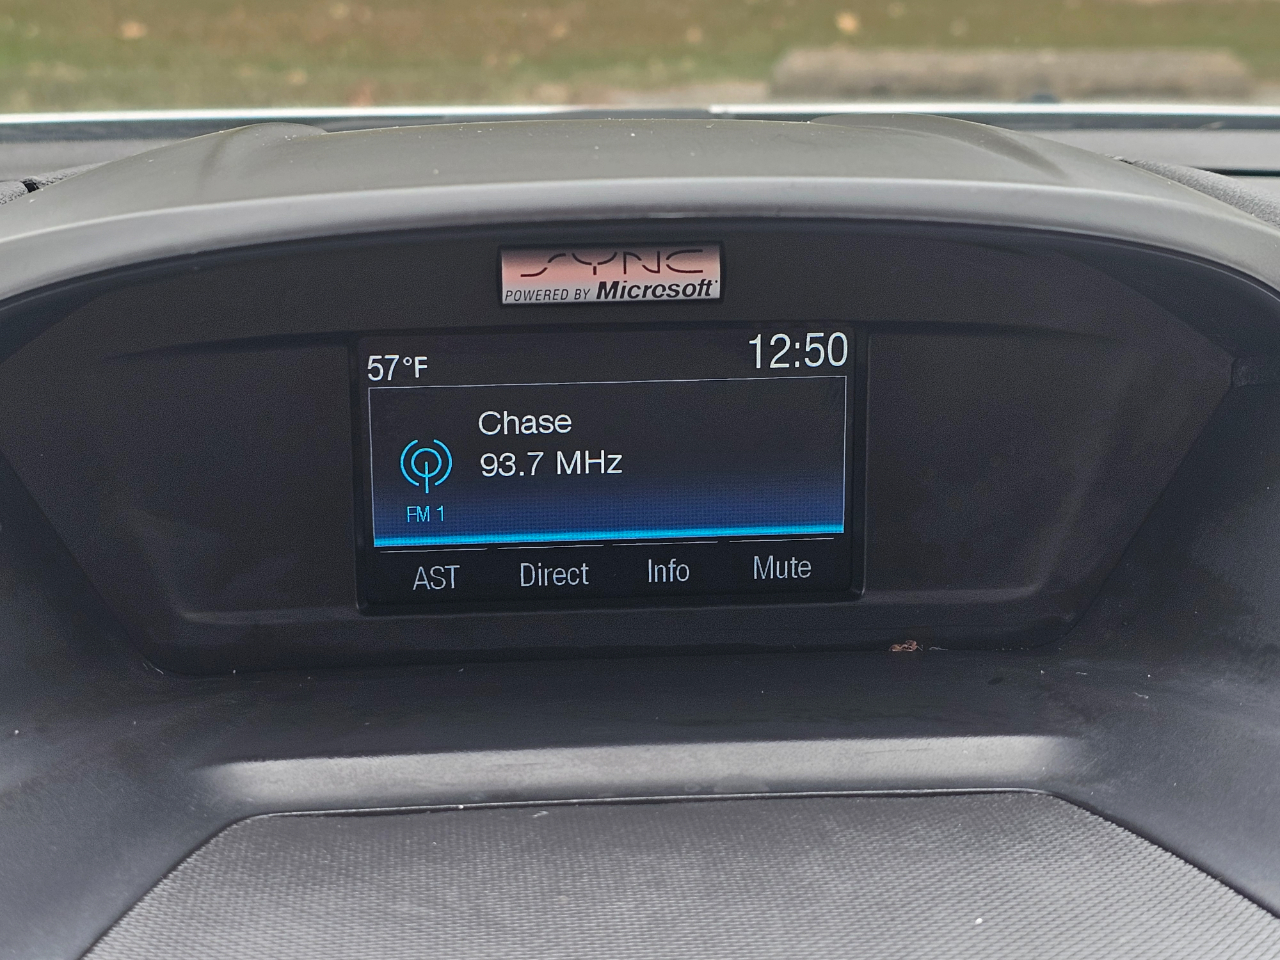 SYNC
POWERED BY Microsoft
57°F 12:50
Chase
93.7 MHz
FM 1
AST Direct Info Mute